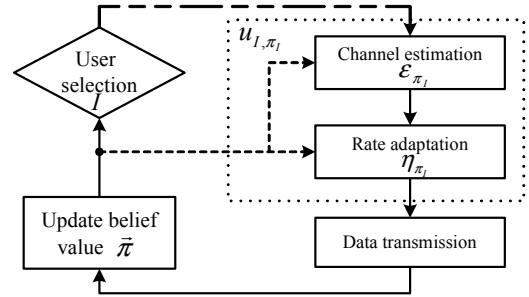 User
selection
I
u_{I,π_I}
Channel estimation
ε_{π_I}
Rate adaptation
η_{π_I}
Update belief
value π⃗
Data transmission